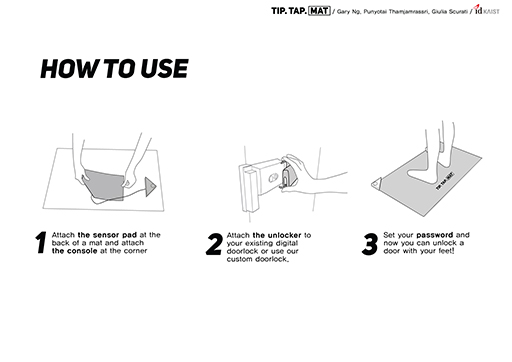 TIP. TAP. MAT / Gary Ng, Punyotai Thamjamrassri, Giulia Scurati / id KAIST
HOW TO USE
1 Attach the sensor pad at the
back of a mat and attach
the console at the corner
2 Attach the unlocker to
your existing digital
doorlock or use our
custom doorlock.
TIP. TAP. MAT
3 Set your password and
now you can unlock a
door with your feet!